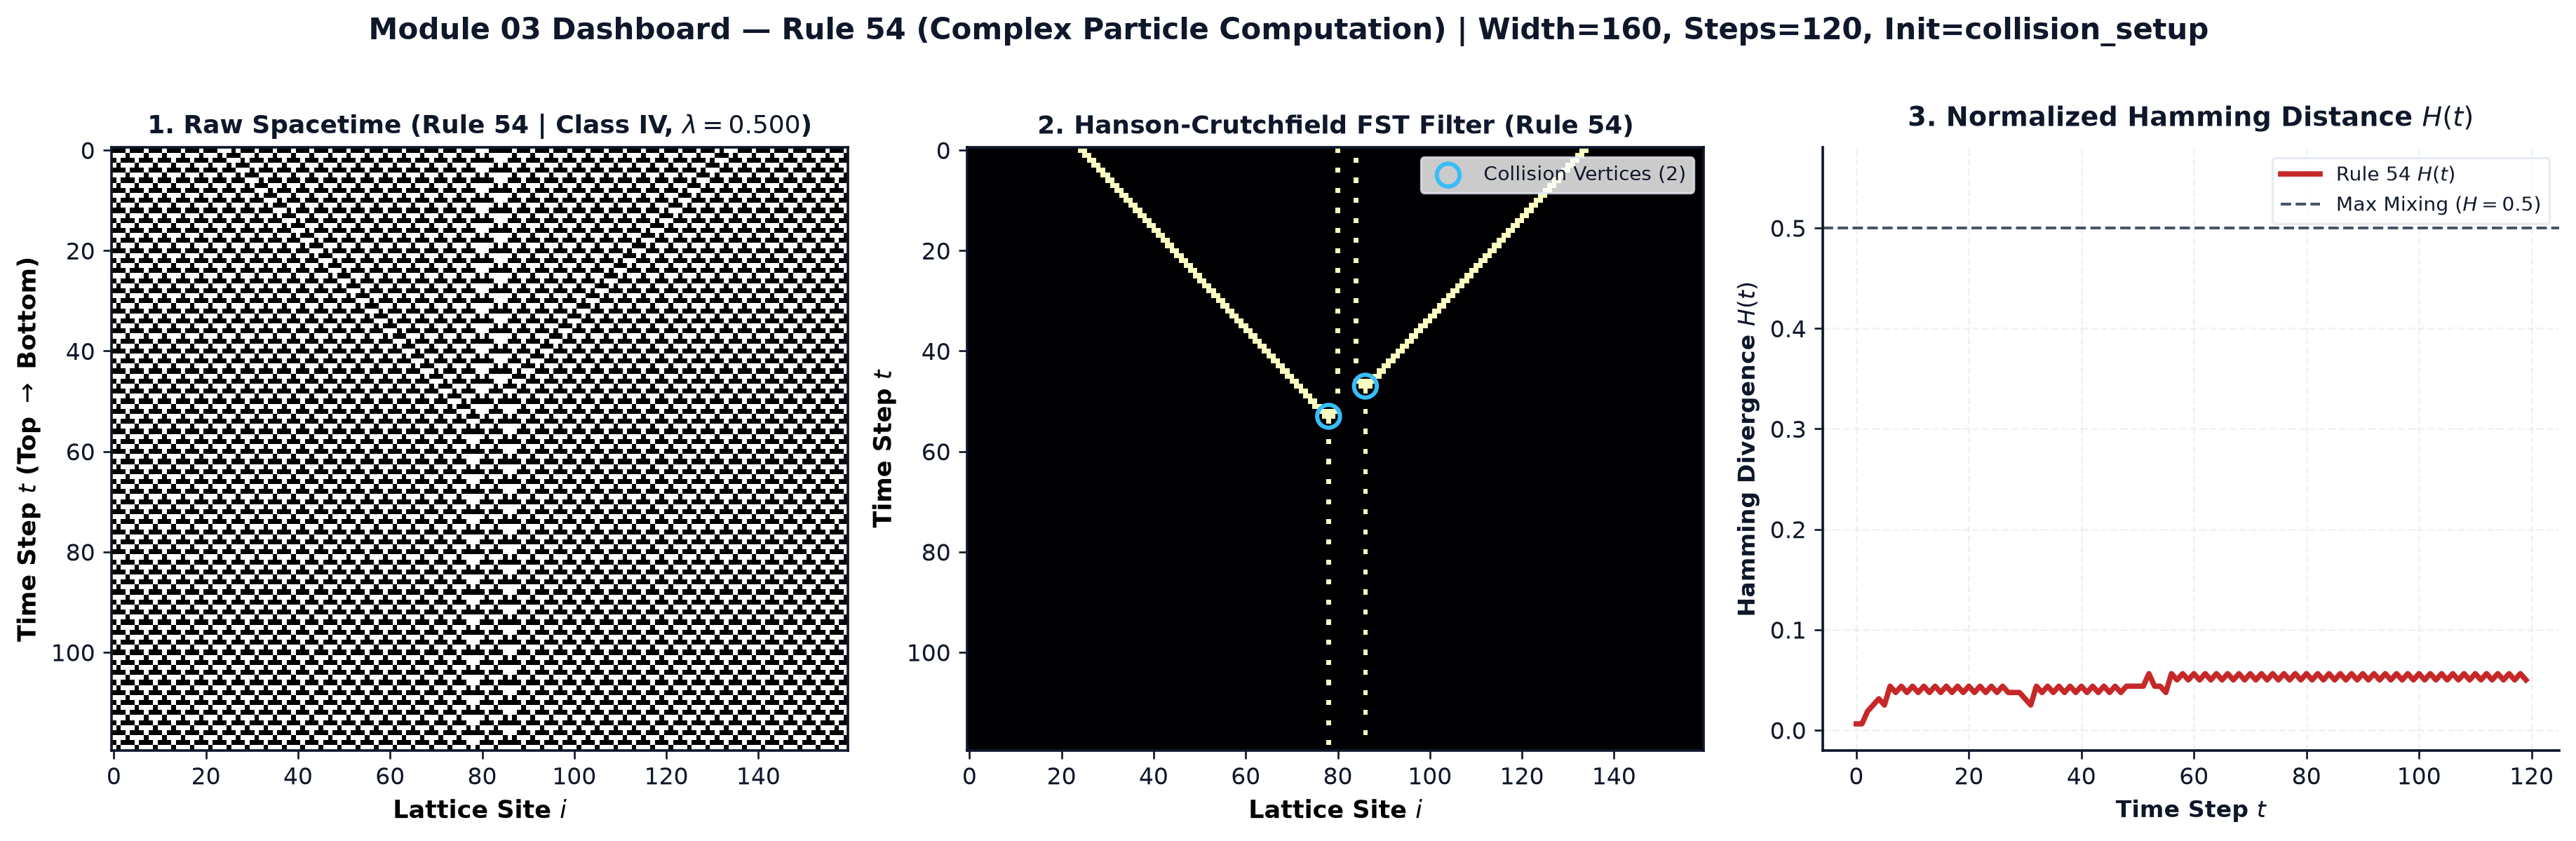 Module 03 Dashboard — Rule 54 (Complex Particle Computation) | Width=160, Steps=120, Init=collision_setup
1. Raw Spacetime (Rule 54 | Class IV, λ = 0.500)
0
20
40
60
80
100
Time Step t (Top → Bottom)
0 20 40 60 80 100 120 140
Lattice Site i
2. Hanson-Crutchfield FST Filter (Rule 54)
Collision Vertices (2)
0
20
40
60
80
100
Time Step t
0 20 40 60 80 100 120 140
Lattice Site i
3. Normalized Hamming Distance H(t)
Rule 54 H(t)
Max Mixing (H = 0.5)
0.5
0.4
0.3
0.2
0.1
0.0
Hamming Divergence H(t)
0 20 40 60 80 100 120
Time Step t